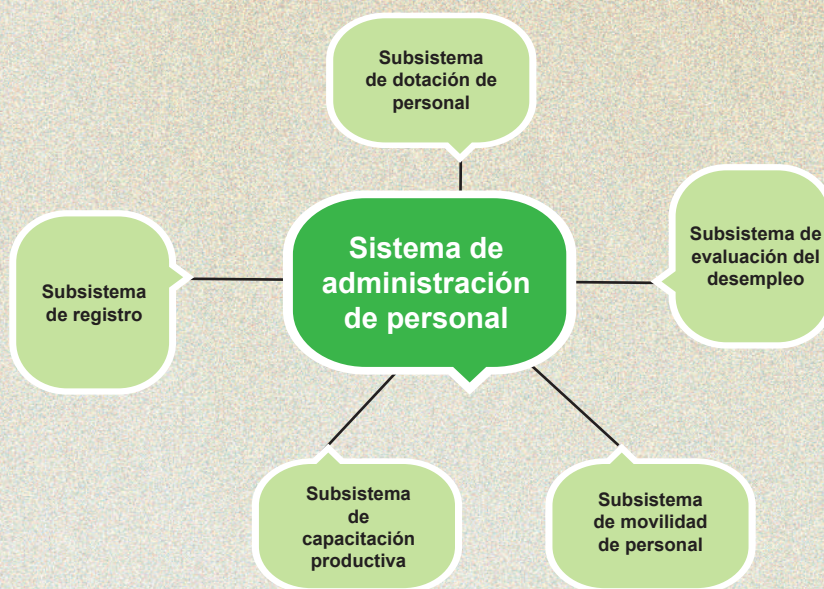 Subsistema
de dotación de
personal
Sistema de
administración
de personal
Subsistema de
evaluación del
desempleo
Subsistema
de registro
Subsistema
de
capacitación
productiva
Subsistema
de movilidad
de personal